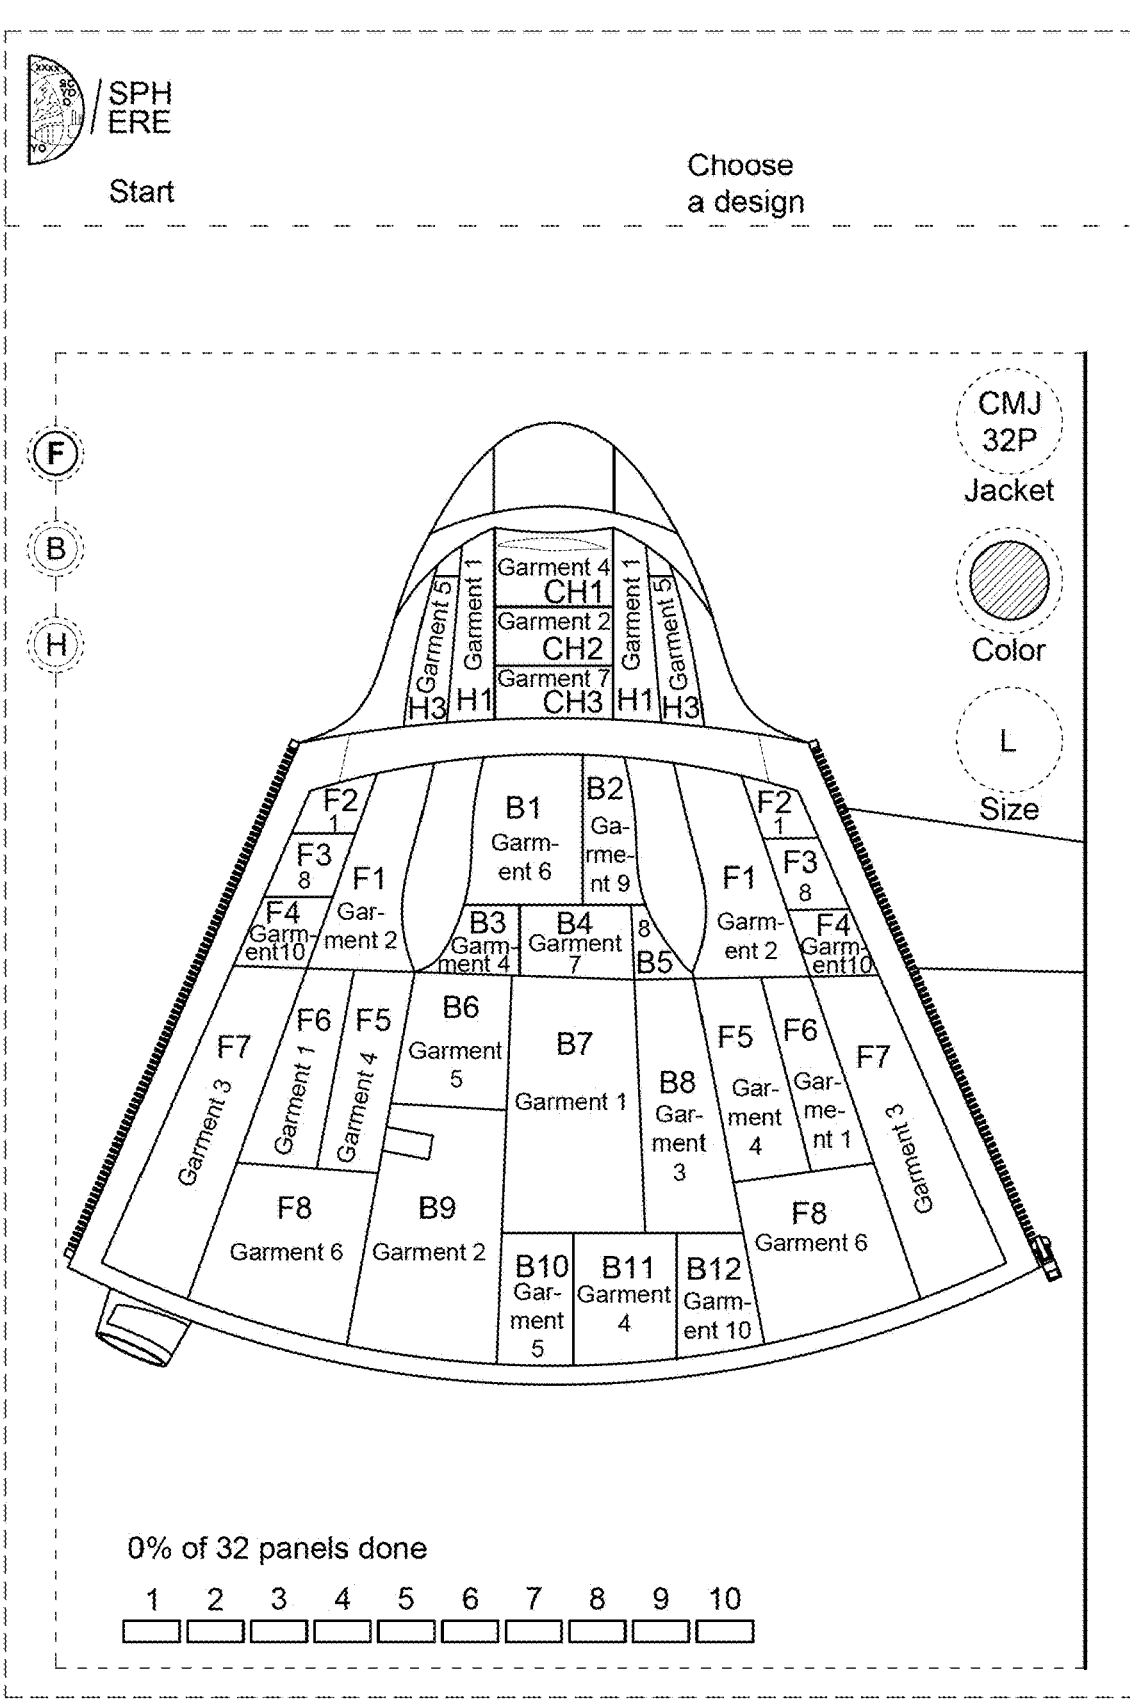 XXXX
YO
SPH
ERE
Start
Choose
a design
F
B
H
CMJ
32P
Jacket
Color
L
Size
Garment 4
CH1
Garment 2
CH2
Garment 7
CH3
Garment 5
H3
Garment 1
H1
Garment 1
H1
Garment 5
H3
F2
1
F3
8
F4
Garm-
ent10
F1
Gar-
ment 2
B1
Garm-
ent 6
B2
Ga-
rme-
nt 9
B3
Garm-
ment 4
B4
Garment
7
8
B5
F1
Garm-
ent 2
F2
1
F3
8
F4
Garm-
ent10
F7
Garment 3
F6
Garment 1
F5
Garment 4
B6
Garment
5
B7
Garment 1
B8
Gar-
ment
3
F5
Gar-
ment
4
F6
Gar-
me-
nt 1
F7
Garment 3
F8
Garment 6
B9
Garment 2
B10
Gar-
ment
5
B11
Garment
4
B12
Garm-
ent 10
F8
Garment 6
0% of 32 panels done
1 2 3 4 5 6 7 8 9 10